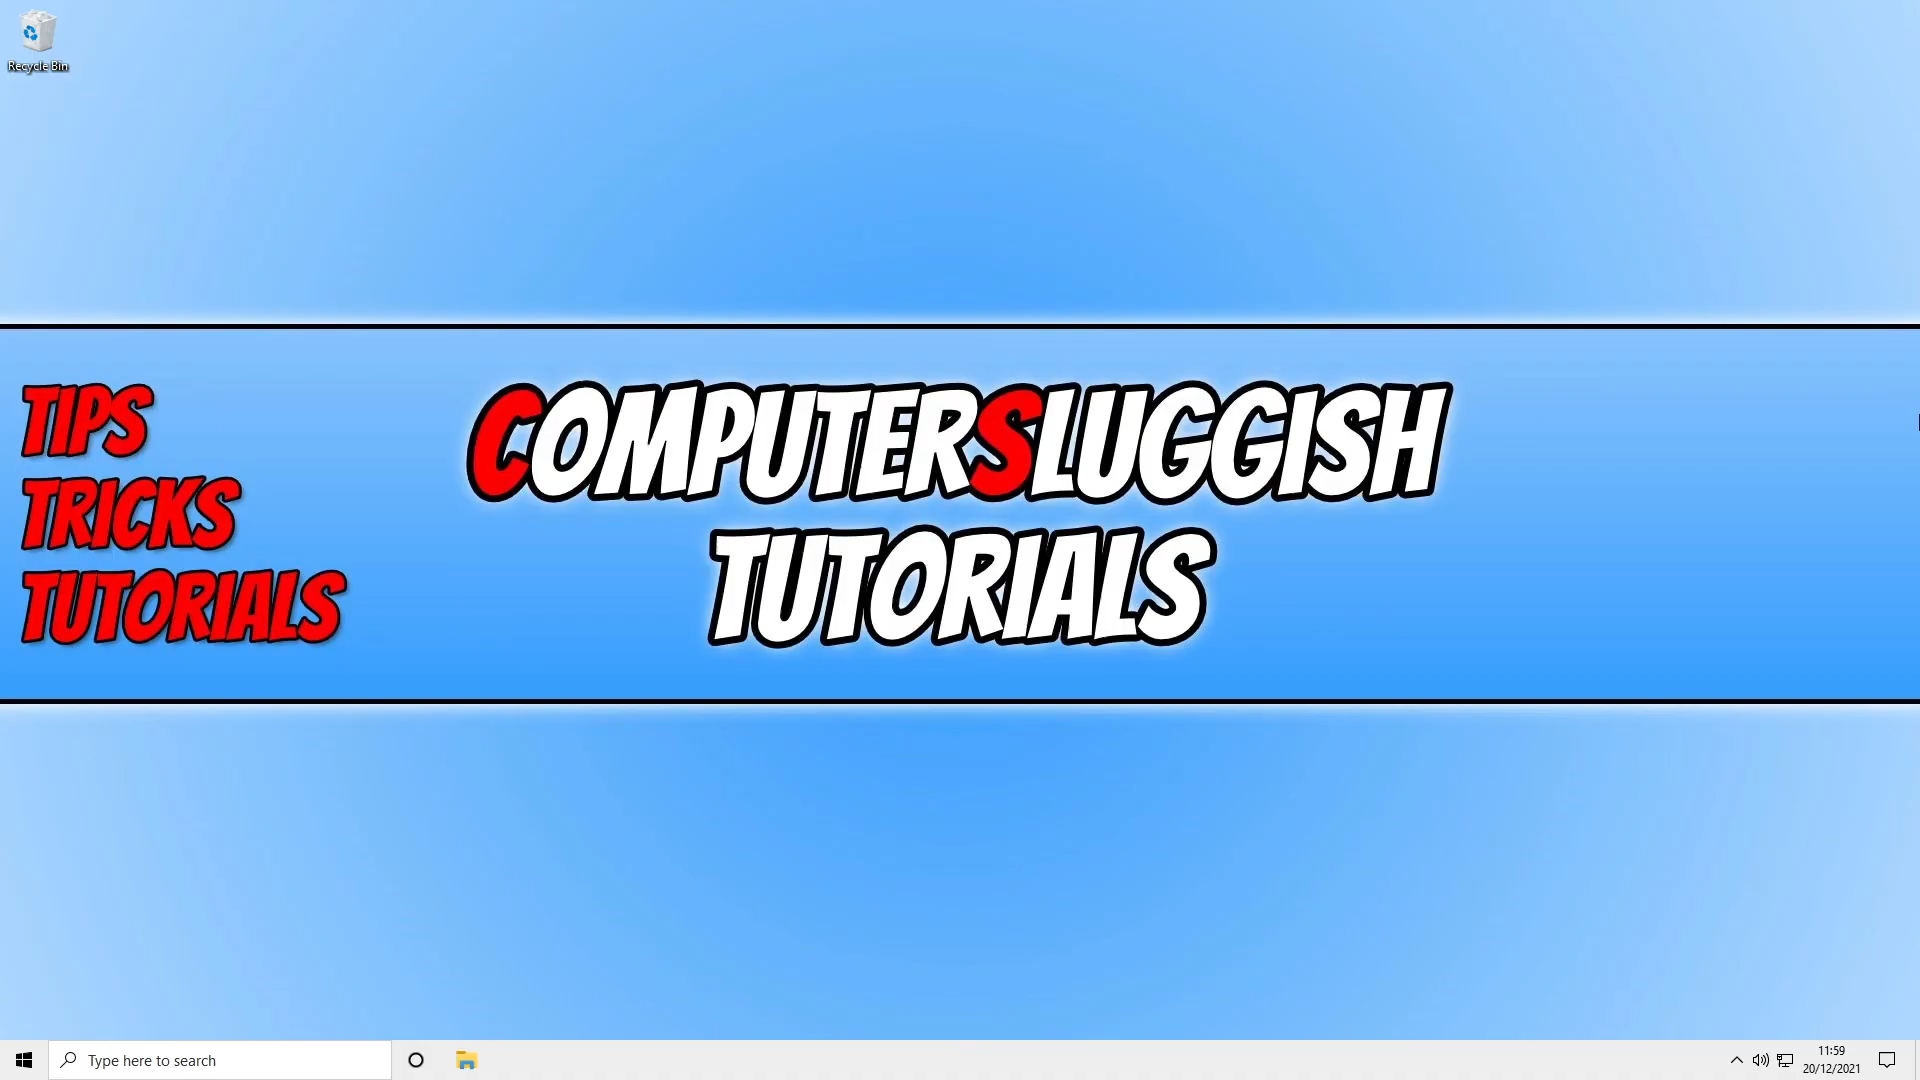 Recycle Bin
TIPS
TRICKS
TUTORIALS
COMPUTERSLUGGISH
TUTORIALS
Type here to search
11:59
20/12/2021